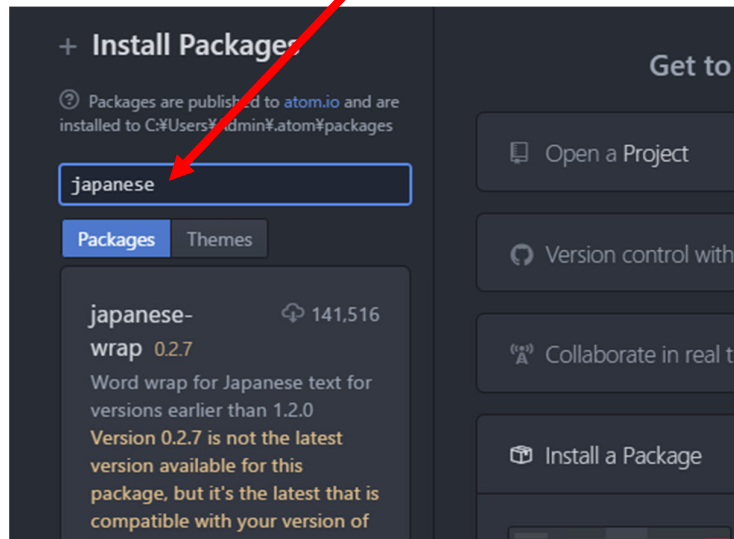 Install Packages
Packages are published to atom.io and are
installed to C:¥Users¥Admin¥.atom¥packages
japanese
Packages Themes
japanese- 141,516
wrap 0.2.7
Word wrap for Japanese text for
versions earlier than 1.2.0
Version 0.2.7 is not the latest
version available for this
package, but it's the latest that is
compatible with your version of
Get to
Open a Project
Version control with
Collaborate in real t
Install a Package